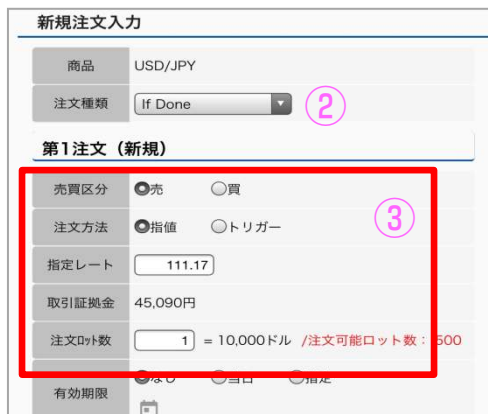 新規注文入力
商品 USD/JPY
注文種類 If Done ②
第1注文（新規）
売買区分 売 買
注文方法 指値 トリガー ③
指定レート 111.17
取引証拠金 45,090円
注文ロット数 1 = 10,000ドル /注文可能ロット数： 500
有効期限 なし 当日 指定